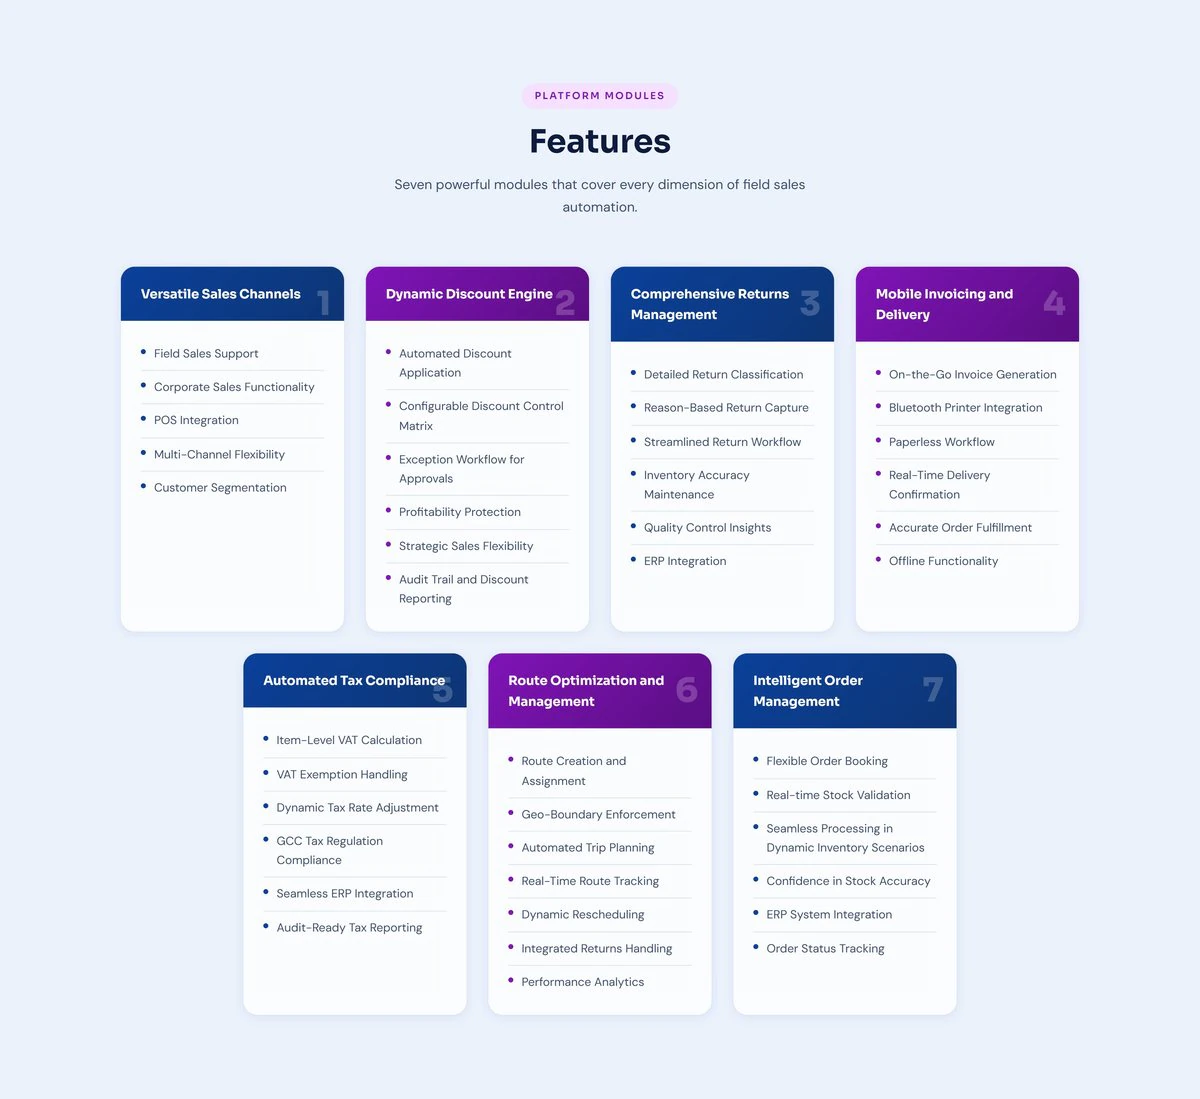 PLATFORM MODULES
Features
Seven powerful modules that cover every dimension of field sales
automation.
Versatile Sales Channels
1
Field Sales Support
Corporate Sales Functionality
POS Integration
Multi-Channel Flexibility
Customer Segmentation
Dynamic Discount Engine
2
Automated Discount
Application
Configurable Discount Control
Matrix
Exception Workflow for
Approvals
Profitability Protection
Strategic Sales Flexibility
Audit Trail and Discount
Reporting
Comprehensive Returns
Management
3
Detailed Return Classification
Reason-Based Return Capture
Streamlined Return Workflow
Inventory Accuracy
Maintenance
Quality Control Insights
ERP Integration
Mobile Invoicing and
Delivery
4
On-the-Go Invoice Generation
Bluetooth Printer Integration
Paperless Workflow
Real-Time Delivery
Confirmation
Accurate Order Fulfillment
Offline Functionality
Automated Tax Compliance
5
Item-Level VAT Calculation
VAT Exemption Handling
Dynamic Tax Rate Adjustment
GCC Tax Regulation
Compliance
Seamless ERP Integration
Audit-Ready Tax Reporting
Route Optimization and
Management
6
Route Creation and
Assignment
Geo-Boundary Enforcement
Automated Trip Planning
Real-Time Route Tracking
Dynamic Rescheduling
Integrated Returns Handling
Performance Analytics
Intelligent Order
Management
7
Flexible Order Booking
Real-time Stock Validation
Seamless Processing in
Dynamic Inventory Scenarios
Confidence in Stock Accuracy
ERP System Integration
Order Status Tracking